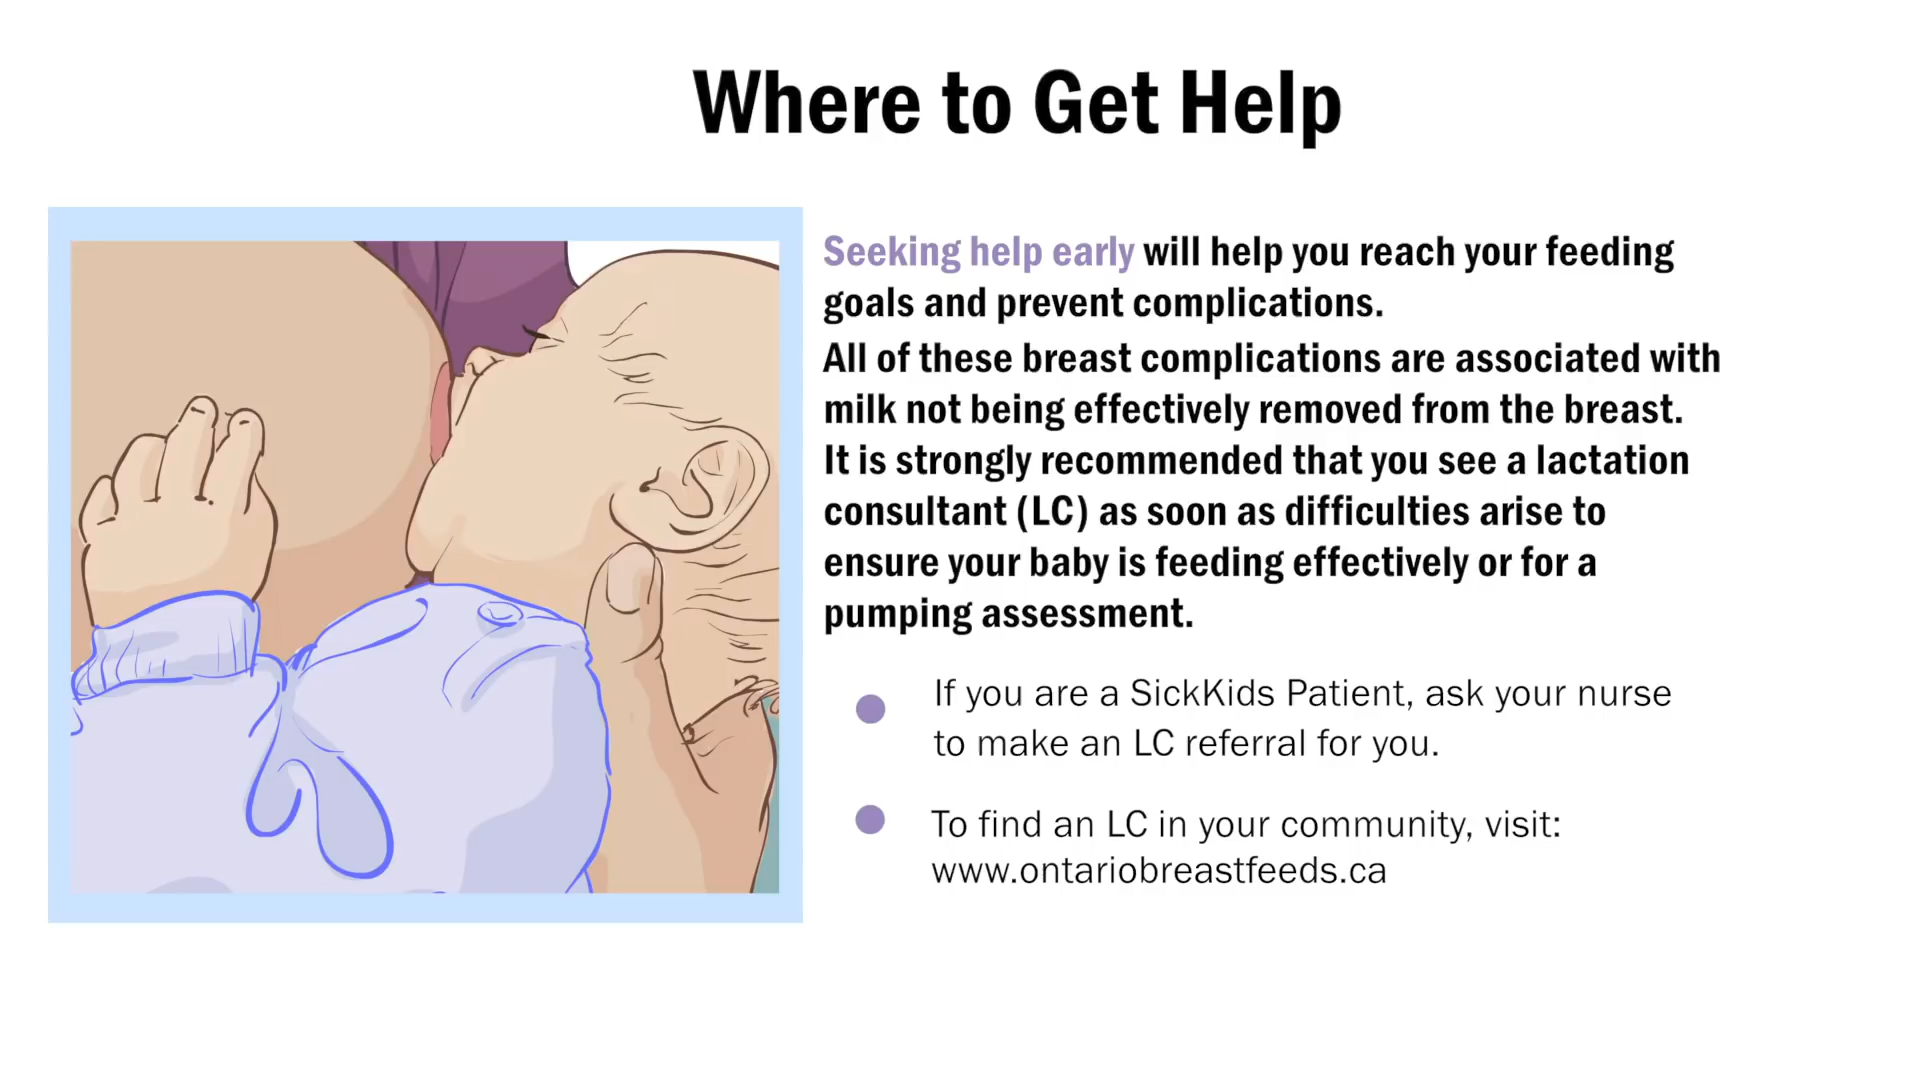 Where to Get Help
Seeking help early will help you reach your feeding
goals and prevent complications.
All of these breast complications are associated with
milk not being effectively removed from the breast.
It is strongly recommended that you see a lactation
consultant (LC) as soon as difficulties arise to
ensure your baby is feeding effectively or for a
pumping assessment.
If you are a SickKids Patient, ask your nurse
to make an LC referral for you.
To find an LC in your community, visit:
www.ontariobreastfeeds.ca